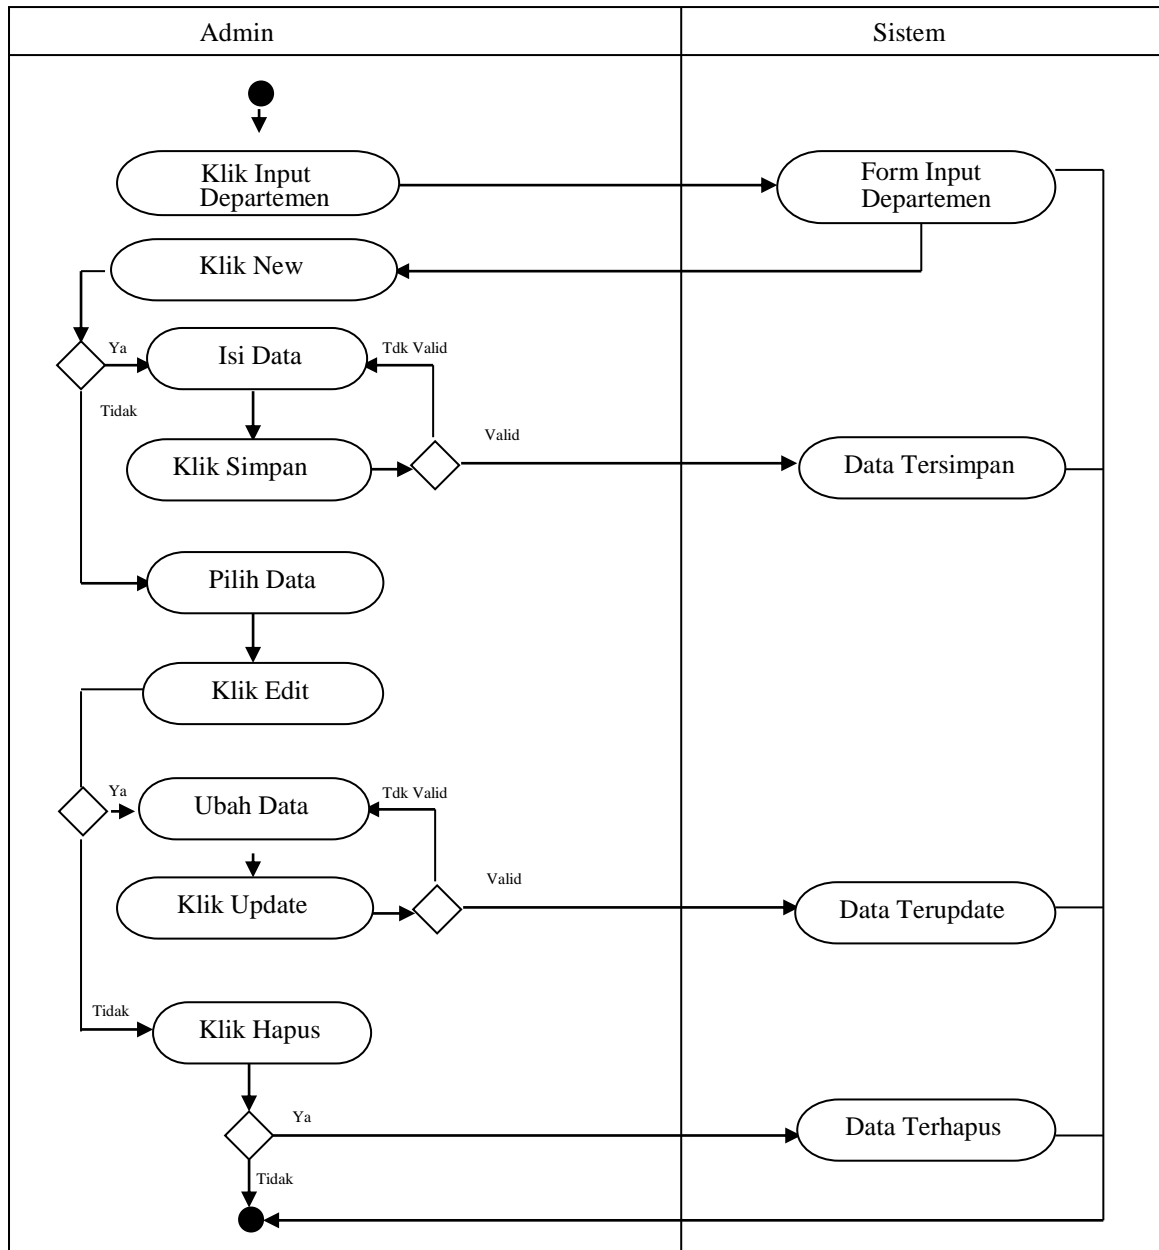 Admin
Sistem
Klik Input
Departemen
Form Input
Departemen
Klik New
Ya
Isi Data
Tdk Valid
Tidak
Klik Simpan
Valid
Data Tersimpan
Pilih Data
Klik Edit
Ya
Ubah Data
Tdk Valid
Klik Update
Valid
Data Terupdate
Tidak
Klik Hapus
Ya
Data Terhapus
Tidak